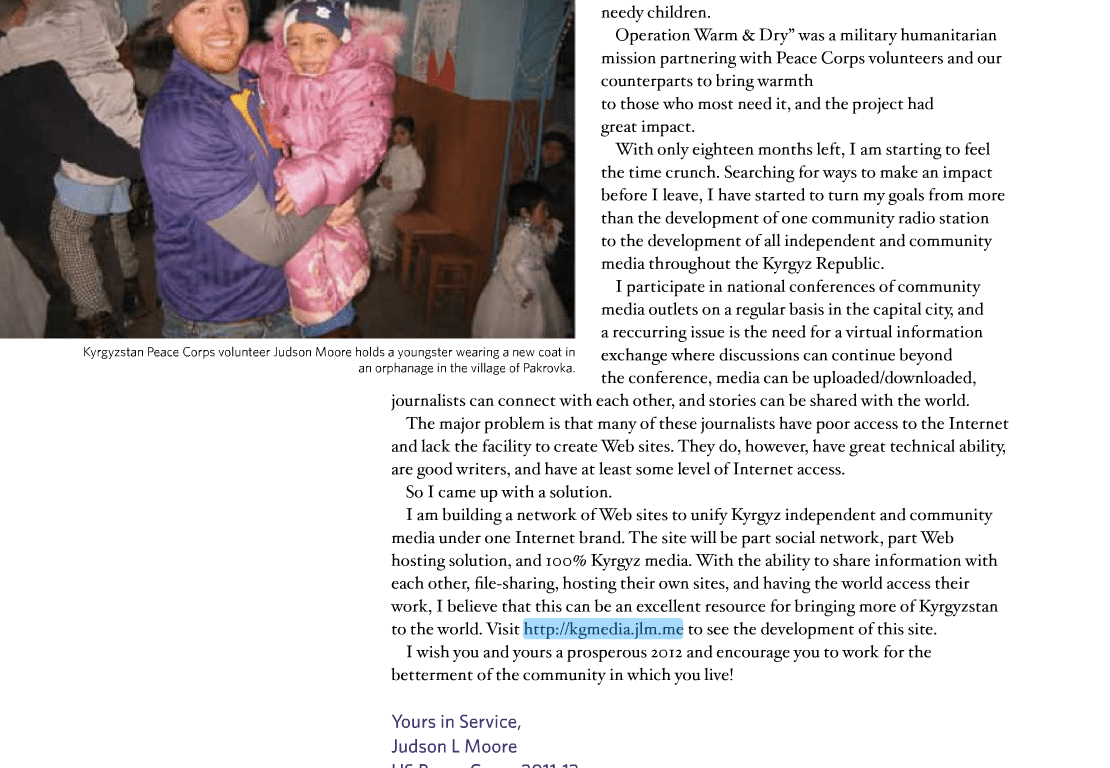 needy children.
Operation Warm & Dry” was a military humanitarian
mission partnering with Peace Corps volunteers and our
counterparts to bring warmth
to those who most need it, and the project had
great impact.
With only eighteen months left, I am starting to feel
the time crunch. Searching for ways to make an impact
before I leave, I have started to turn my goals from more
than the development of one community radio station
to the development of all independent and community
media throughout the Kyrgyz Republic.
I participate in national conferences of community
media outlets on a regular basis in the capital city, and
a reccurring issue is the need for a virtual information
exchange where discussions can continue beyond
the conference, media can be uploaded/downloaded,
journalists can connect with each other, and stories can be shared with the world.
The major problem is that many of these journalists have poor access to the Internet
and lack the facility to create Web sites. They do, however, have great technical ability,
are good writers, and have at least some level of Internet access.
So I came up with a solution.
I am building a network of Web sites to unify Kyrgyz independent and community
media under one Internet brand. The site will be part social network, part Web
hosting solution, and 100% Kyrgyz media. With the ability to share information with
each other, file-sharing, hosting their own sites, and having the world access their
work, I believe that this can be an excellent resource for bringing more of Kyrgyzstan
to the world. Visit http://kgmedia.jlm.me to see the development of this site.
I wish you and yours a prosperous 2012 and encourage you to work for the
betterment of the community in which you live!
Yours in Service,
Judson L Moore
US Peace Corps 2011-13
Kyrgyzstan Peace Corps volunteer Judson Moore holds a youngster wearing a new coat in
an orphanage in the village of Pakrovka.